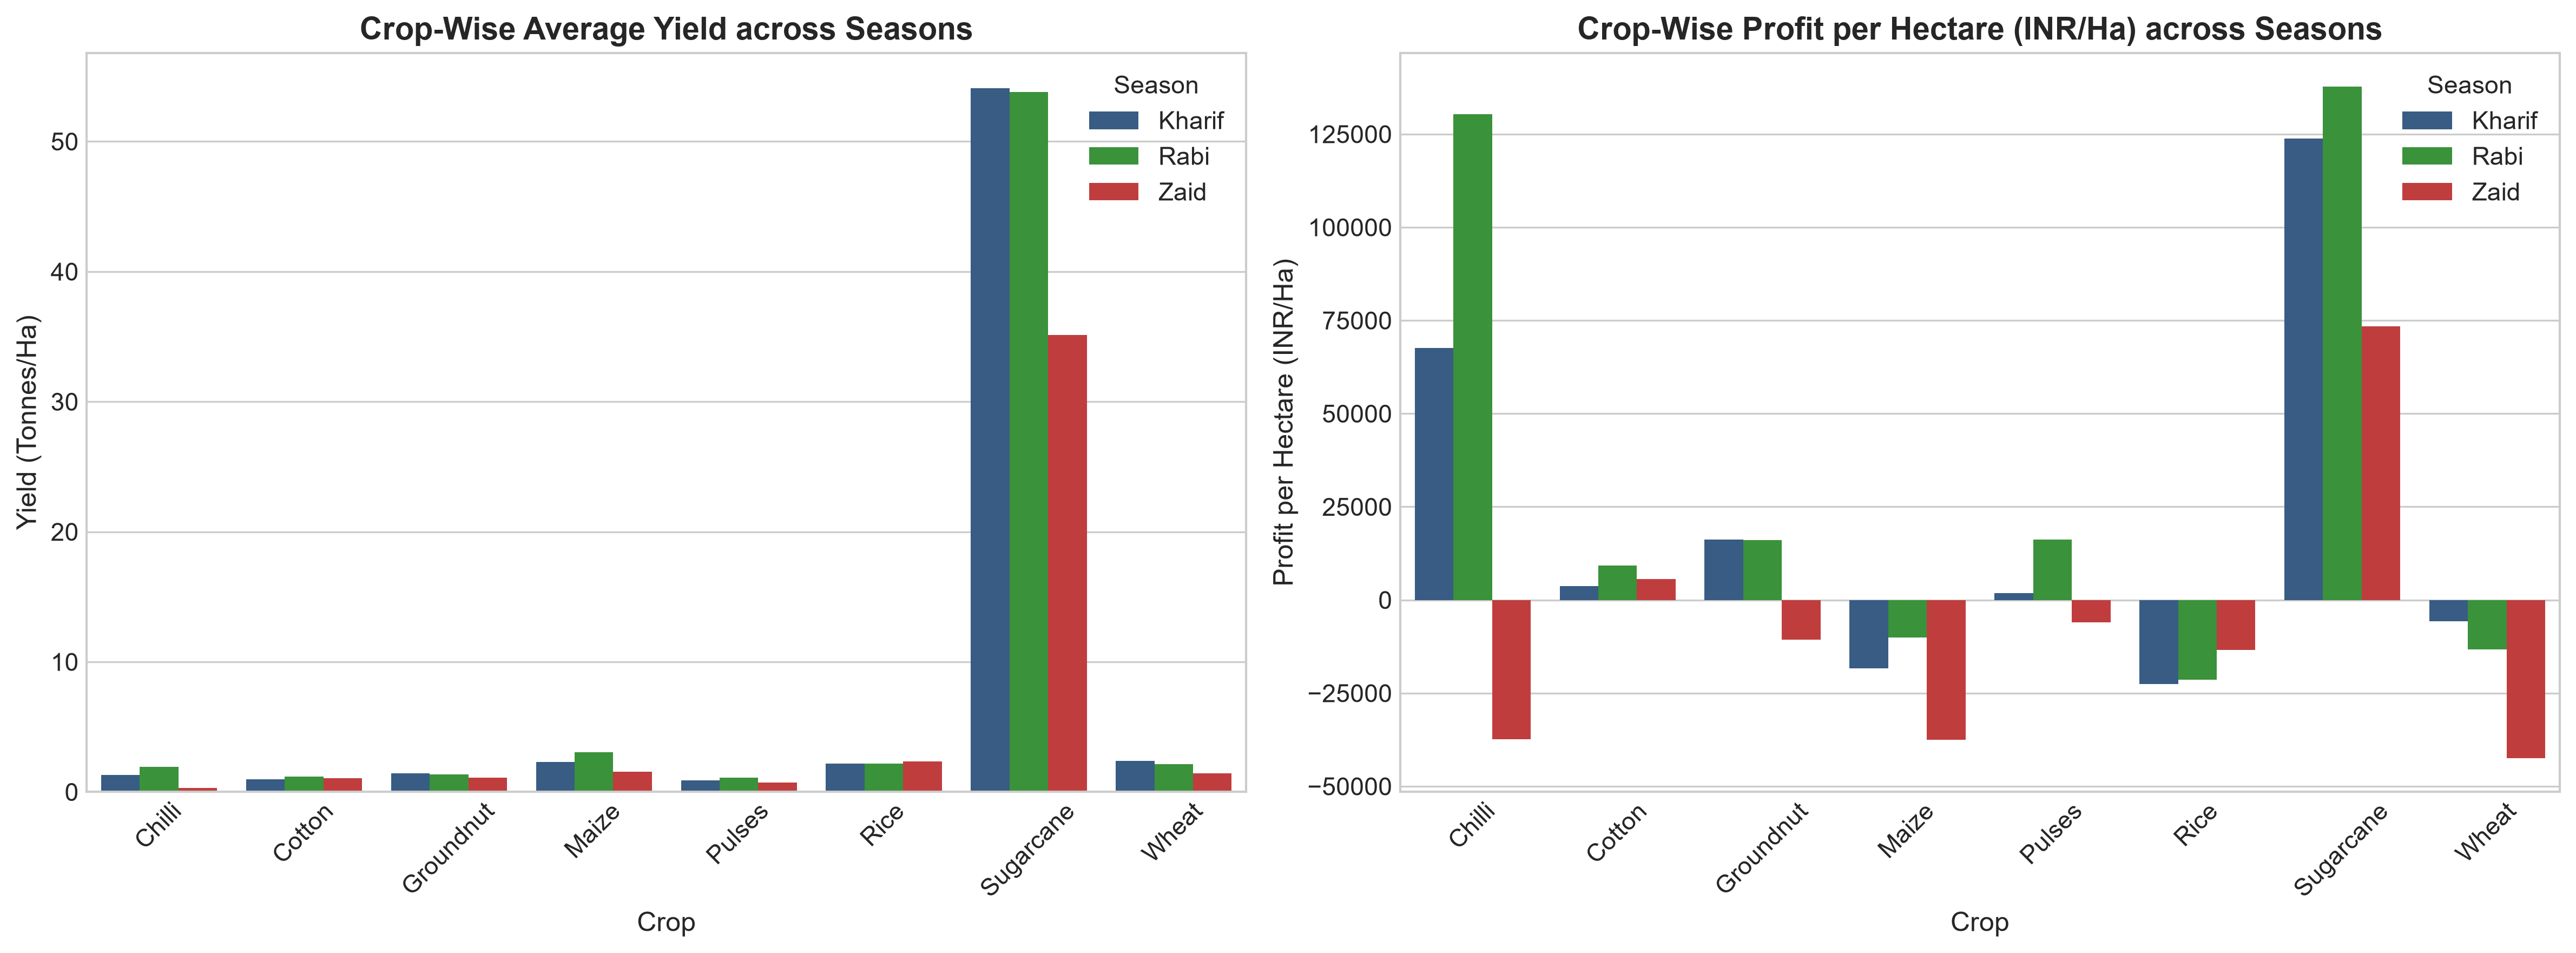 Crop-Wise Average Yield across Seasons
Yield (Tonnes/Ha)
50
40
30
20
10
0
Season
Kharif
Rabi
Zaid
Chilli
Cotton
Groundnut
Maize
Pulses
Rice
Sugarcane
Wheat
Crop
Crop-Wise Profit per Hectare (INR/Ha) across Seasons
Profit per Hectare (INR/Ha)
125000
100000
75000
50000
25000
0
−25000
−50000
Season
Kharif
Rabi
Zaid
Chilli
Cotton
Groundnut
Maize
Pulses
Rice
Sugarcane
Wheat
Crop